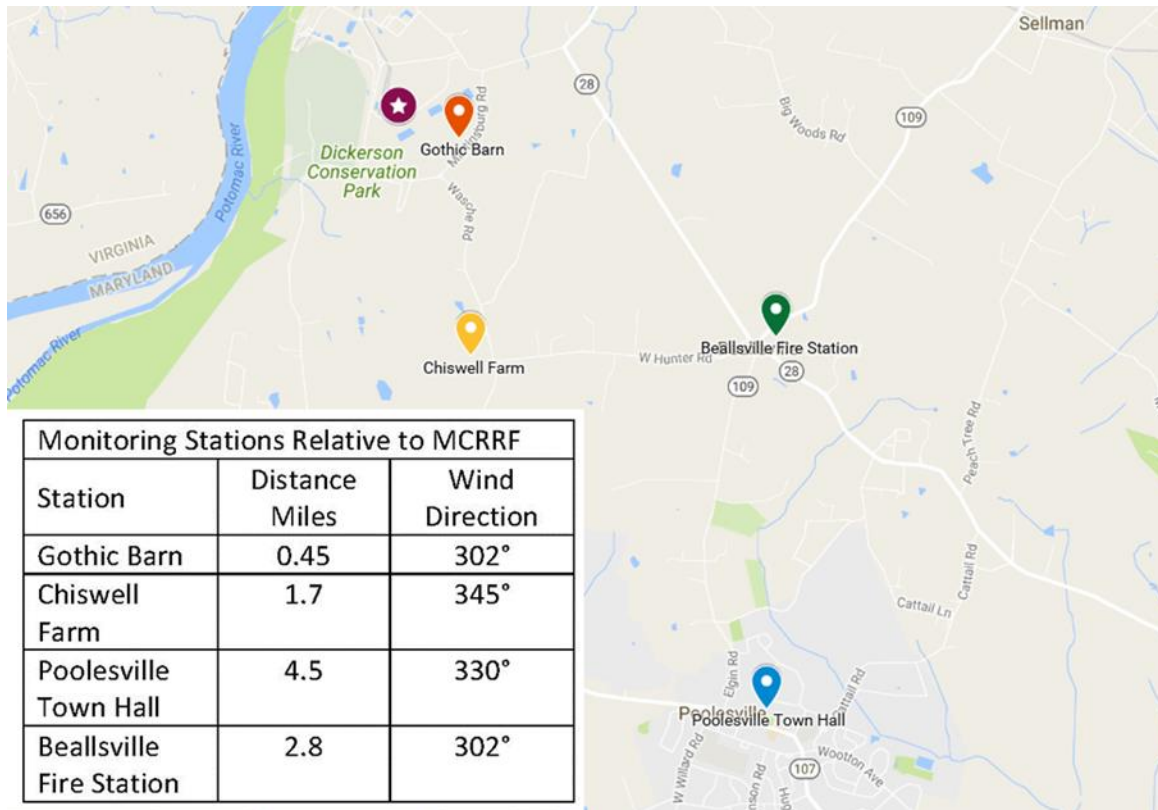 Sellman
28
109
Big Woods Rd
Martinsburg Rd
Gothic Barn
Dickerson
Conservation
Park
Potomac River
656
Wasche Rd
VIRGINIA
MARYLAND
Potomac River
Chiswell Farm
Beallsville Fire Station
W Hunter Rd
109
28
Peach Tree Rd
Monitoring Stations Relative to MCRRF
Station
Distance
Miles
Wind
Direction
Gothic Barn
0.45
302°
Chiswell
Farm
1.7
345°
Poolesville
Town Hall
4.5
330°
Beallsville
Fire Station
2.8
302°
Cattail Rd
Cattail Ln
Elgin Rd
Cattail Rd
Poolesville
Poolesville Town Hall
W Willard Rd
Wootton Ave
107